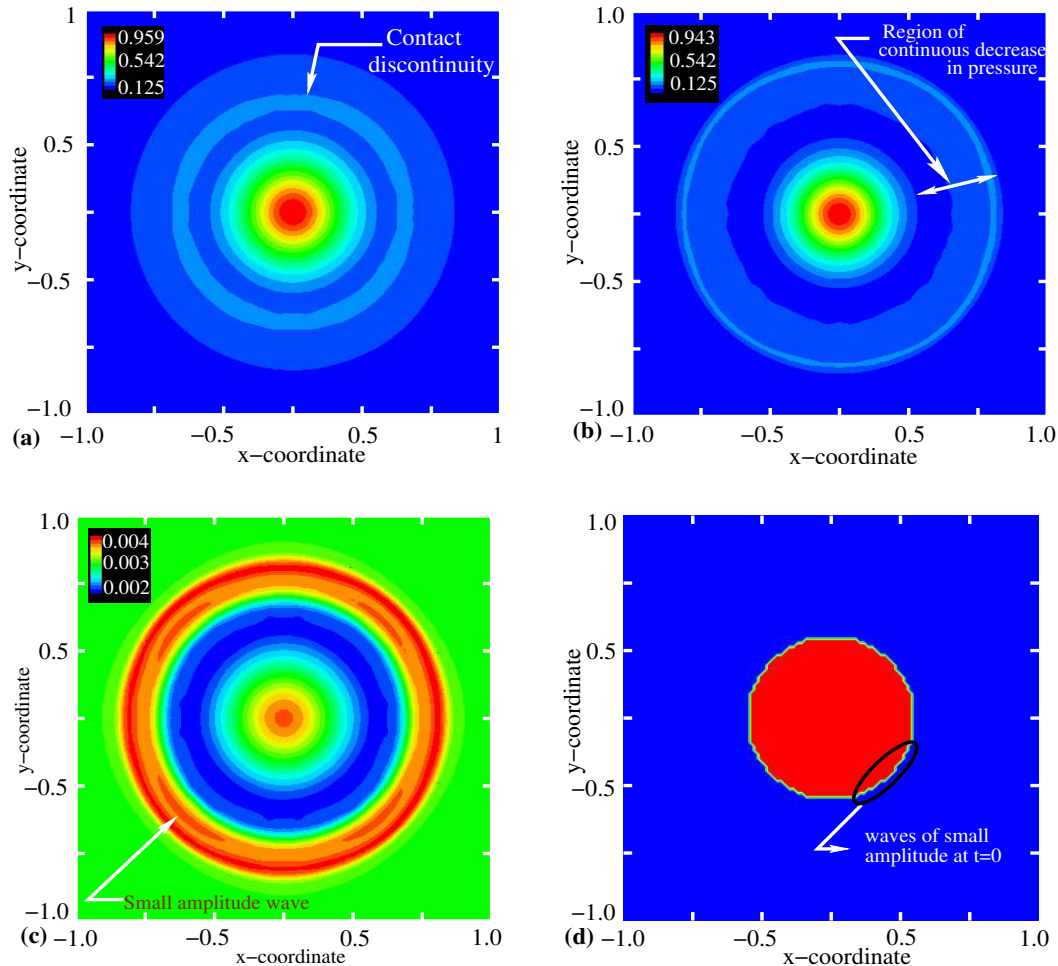 1
0.959
0.542
0.125
Contact
discontinuity
0.5
y−coordinate
−0.5
−1.0
(a)
−1.0
−0.5
0.5
1
x−coordinate
1.0
0.943
0.542
0.125
Region of
continuous decrease
in pressure
0.5
y−coordinate
−0.5
−1.0
(b)
−1.0
−0.5
0.5
1.0
x−coordinate
1.0
0.004
0.003
0.002
0.5
y−coordinate
−0.5
−1.0
Small amplitude wave
(c)
−1.0
−0.5
0.5
1.0
x−coordinate
1.0
0.5
y−coordinate
−0.5
waves of small
amplitude at t=0
−1.0
(d)
−1.0
−0.5
0.5
1.0
x−coordinate